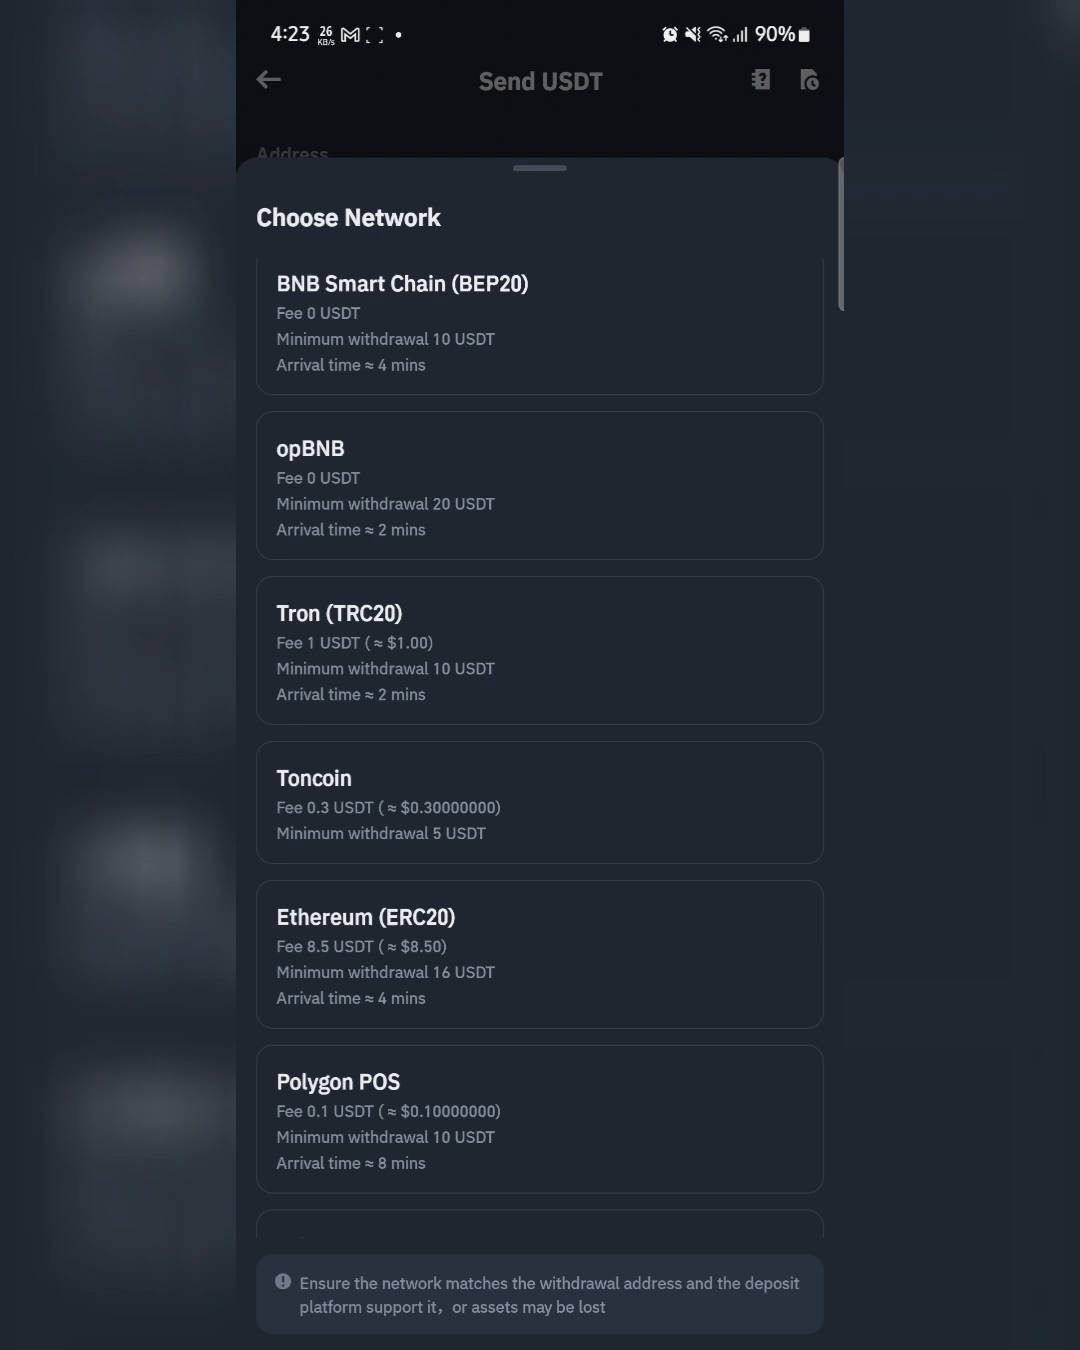 4:23 26 KB/s 90%
Send USDT
Address
Choose Network
BNB Smart Chain (BEP20)
Fee 0 USDT
Minimum withdrawal 10 USDT
Arrival time ≈ 4 mins
opBNB
Fee 0 USDT
Minimum withdrawal 20 USDT
Arrival time ≈ 2 mins
Tron (TRC20)
Fee 1 USDT ( ≈ $1.00)
Minimum withdrawal 10 USDT
Arrival time ≈ 2 mins
Toncoin
Fee 0.3 USDT ( ≈ $0.30000000)
Minimum withdrawal 5 USDT
Ethereum (ERC20)
Fee 8.5 USDT ( ≈ $8.50)
Minimum withdrawal 16 USDT
Arrival time ≈ 4 mins
Polygon POS
Fee 0.1 USDT ( ≈ $0.10000000)
Minimum withdrawal 10 USDT
Arrival time ≈ 8 mins
Ensure the network matches the withdrawal address and the deposit
platform support it，or assets may be lost